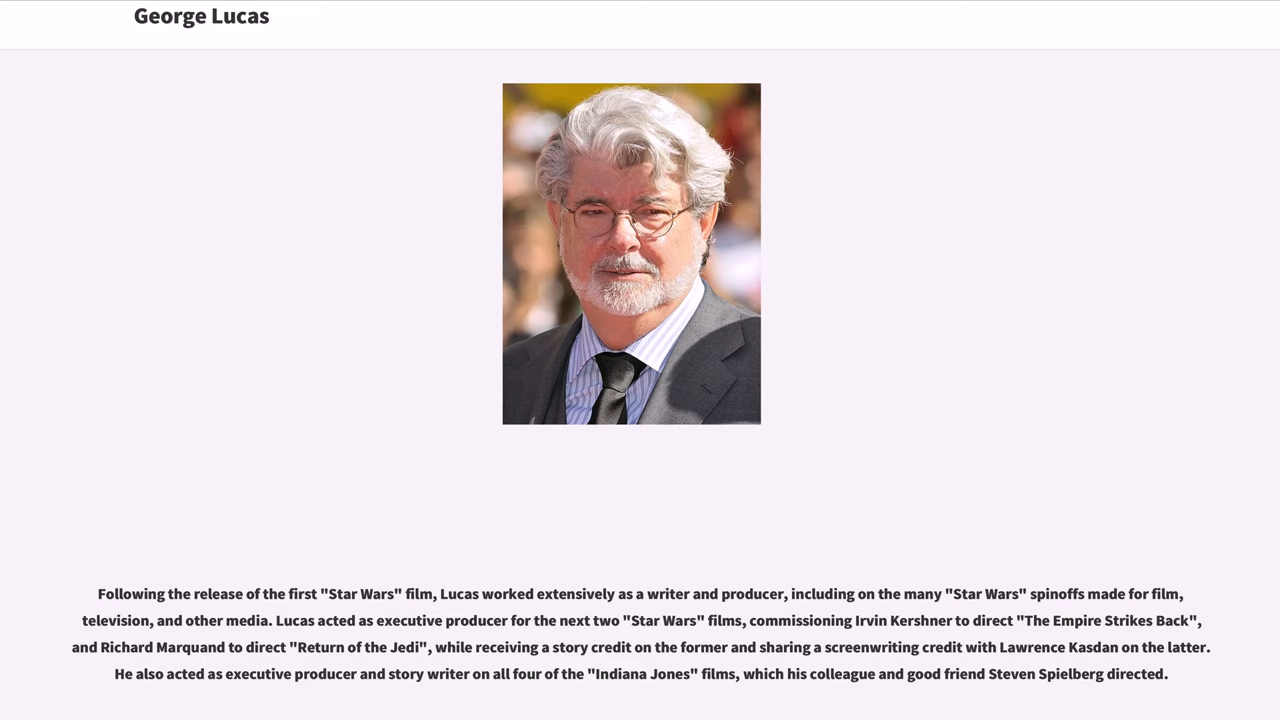 George Lucas
Following the release of the first "Star Wars" film, Lucas worked extensively as a writer and producer, including on the many "Star Wars" spinoffs made for film,
television, and other media. Lucas acted as executive producer for the next two "Star Wars" films, commissioning Irvin Kershner to direct "The Empire Strikes Back",
and Richard Marquand to direct "Return of the Jedi", while receiving a story credit on the former and sharing a screenwriting credit with Lawrence Kasdan on the latter.
He also acted as executive producer and story writer on all four of the "Indiana Jones" films, which his colleague and good friend Steven Spielberg directed.